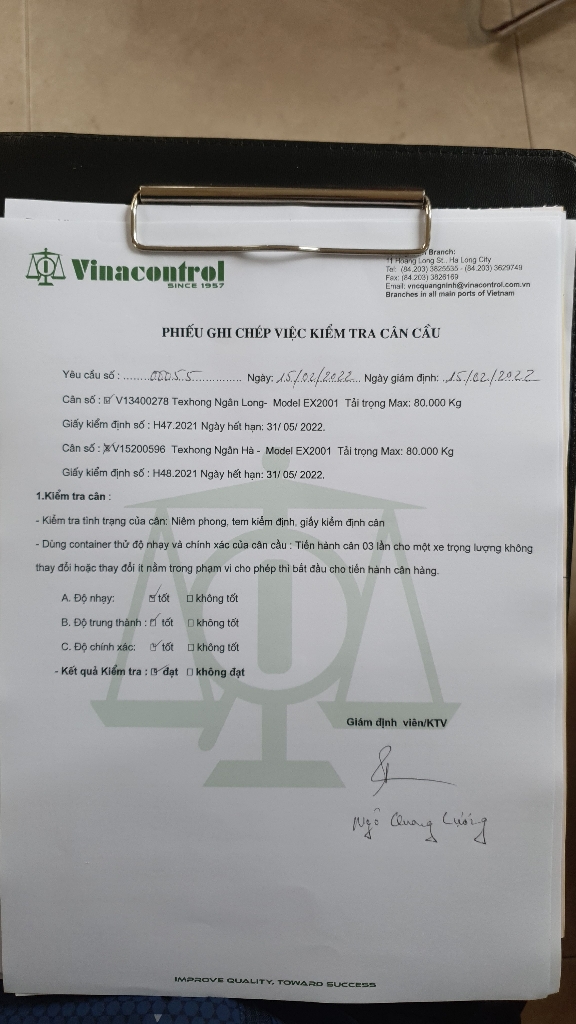 Vinacontrol
SINCE 1957
Branch:
11 Hoang Long St., Ha Long City
Tel: (84.203) 3825535 - (84.203) 3629749
Fax: (84.203) 3826169
Email: vncquangninh@vinacontrol.com.vn
Branches in all main ports of Vietnam
PHIẾU GHI CHÉP VIỆC KIỂM TRA CÂN CẦU
Yêu cầu số : ........00055.............. Ngày: 15/02/2022... Ngày giám định: .15/02/2022
Cân số : ☑ V13400278 Texhong Ngân Long- Model EX2001 Tải trọng Max: 80.000 Kg
Giấy kiểm định số : H47.2021 Ngày hết hạn: 31/ 05/ 2022.
Cân số : ☒ V15200596 Texhong Ngân Hà - Model EX2001 Tải trọng Max: 80.000 Kg
Giấy kiểm định số : H48.2021 Ngày hết hạn: 31/ 05/ 2022.
1.Kiểm tra cân :
- Kiểm tra tình trạng của cân: Niêm phong, tem kiểm định, giấy kiểm định cân
- Dùng container thử độ nhạy và chính xác của cân cầu : Tiến hành cân 03 lần cho một xe trọng lượng không
thay đổi hoặc thay đổi ít nằm trong phạm vi cho phép thì bắt đầu cho tiến hành cân hàng.
A. Độ nhạy: ☑ tốt ☐ không tốt
B. Độ trung thành : ☑ tốt ☐ không tốt
C. Độ chính xác: ☑ tốt ☐ không tốt
- Kết quả Kiểm tra : ☑ đạt ☐ không đạt
Giám định viên/KTV
Ngô Quang Cường
IMPROVE QUALITY, TOWARD SUCCESS